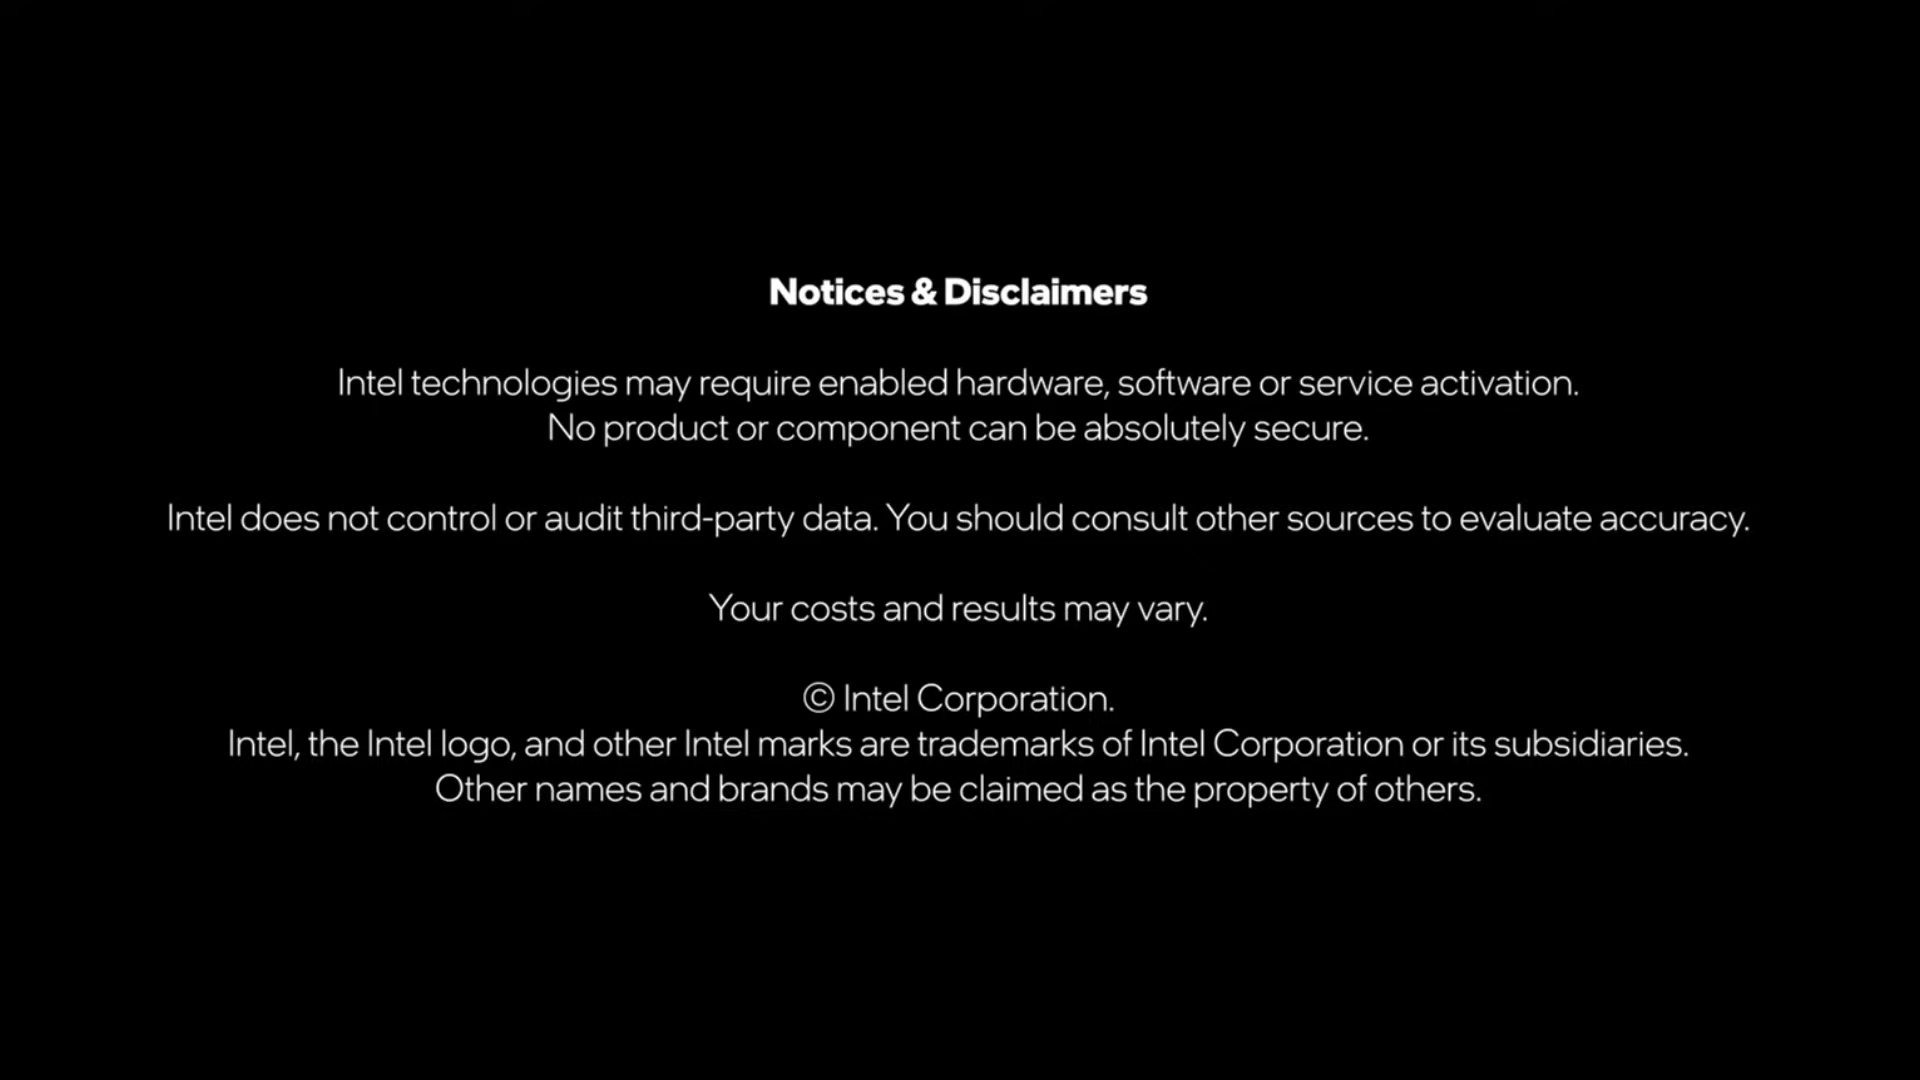 Notices & Disclaimers
Intel technologies may require enabled hardware, software or service activation.
No product or component can be absolutely secure.
Intel does not control or audit third-party data. You should consult other sources to evaluate accuracy.
Your costs and results may vary.
© Intel Corporation.
Intel, the Intel logo, and other Intel marks are trademarks of Intel Corporation or its subsidiaries.
Other names and brands may be claimed as the property of others.